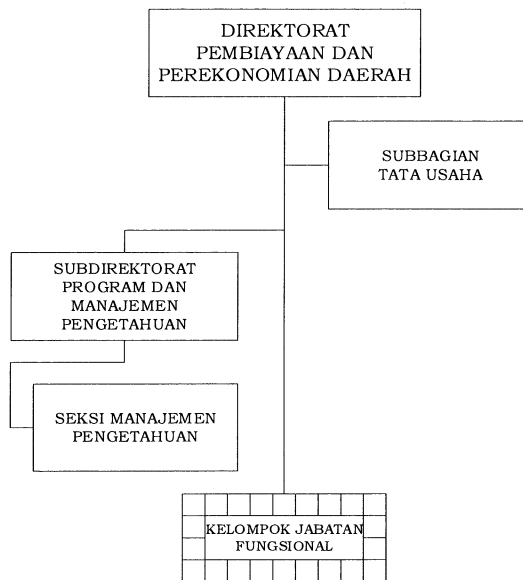 DIREKTORAT
PEMBIAYAAN DAN
PEREKONOMIAN DAERAH
SUBBAGIAN
TATA USAHA
SUBDIREKTORAT
PROGRAM DAN
MANAJEMEN
PENGETAHUAN
SEKSI MANAJEMEN
PENGETAHUAN
KELOMPOK JABATAN
FUNGSIONAL